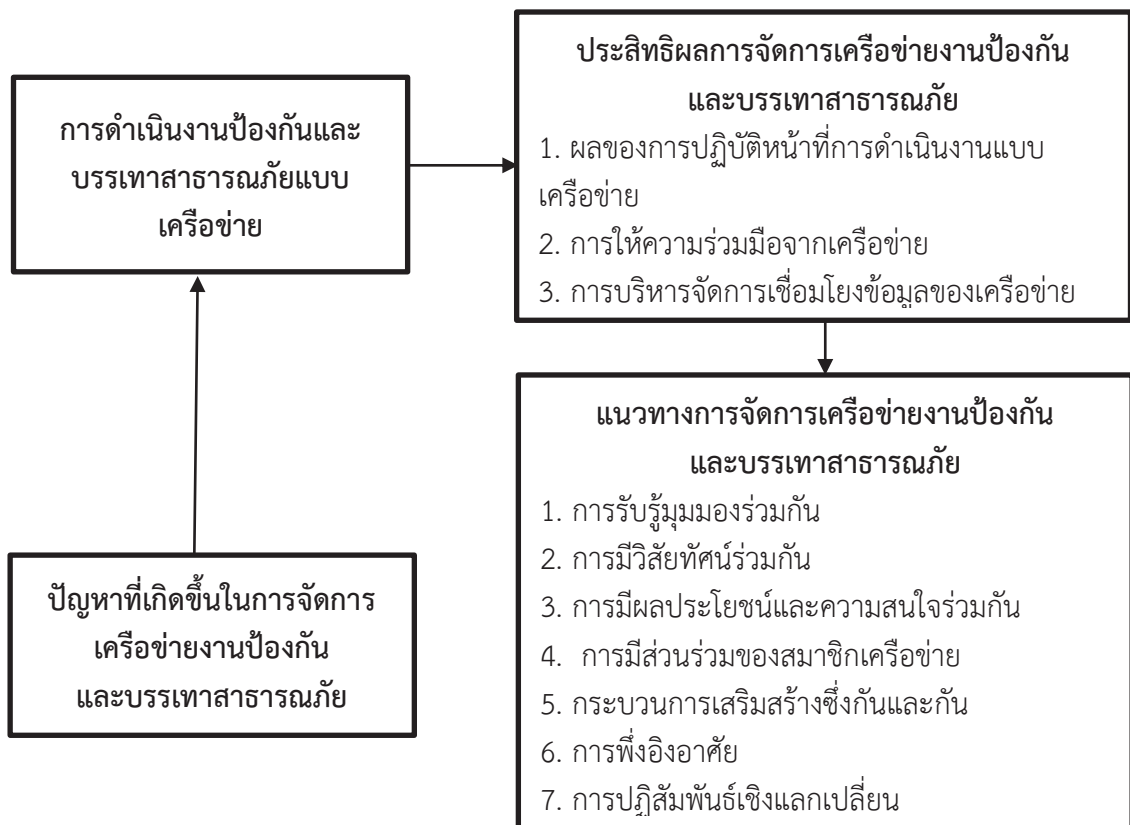 การดำเนินงานป้องกันและ
บรรเทาสาธารณภัยแบบ
เครือข่าย
ประสิทธิผลการจัดการเครือข่ายงานป้องกัน
และบรรเทาสาธารณภัย
1. ผลของการปฏิบัติหน้าที่การดำเนินงานแบบ
เครือข่าย
2. การให้ความร่วมมือจากเครือข่าย
3. การบริหารจัดการเชื่อมโยงข้อมูลของเครือข่าย
ปัญหาที่เกิดขึ้นในการจัดการ
เครือข่ายงานป้องกัน
และบรรเทาสาธารณภัย
แนวทางการจัดการเครือข่ายงานป้องกัน
และบรรเทาสาธารณภัย
1. การรับรู้มุมมองร่วมกัน
2. การมีวิสัยทัศน์ร่วมกัน
3. การมีผลประโยชน์และความสนใจร่วมกัน
4. การมีส่วนร่วมของสมาชิกเครือข่าย
5. กระบวนการเสริมสร้างซึ่งกันและกัน
6. การพึ่งอิงอาศัย
7. การปฏิสัมพันธ์เชิงแลกเปลี่ยน